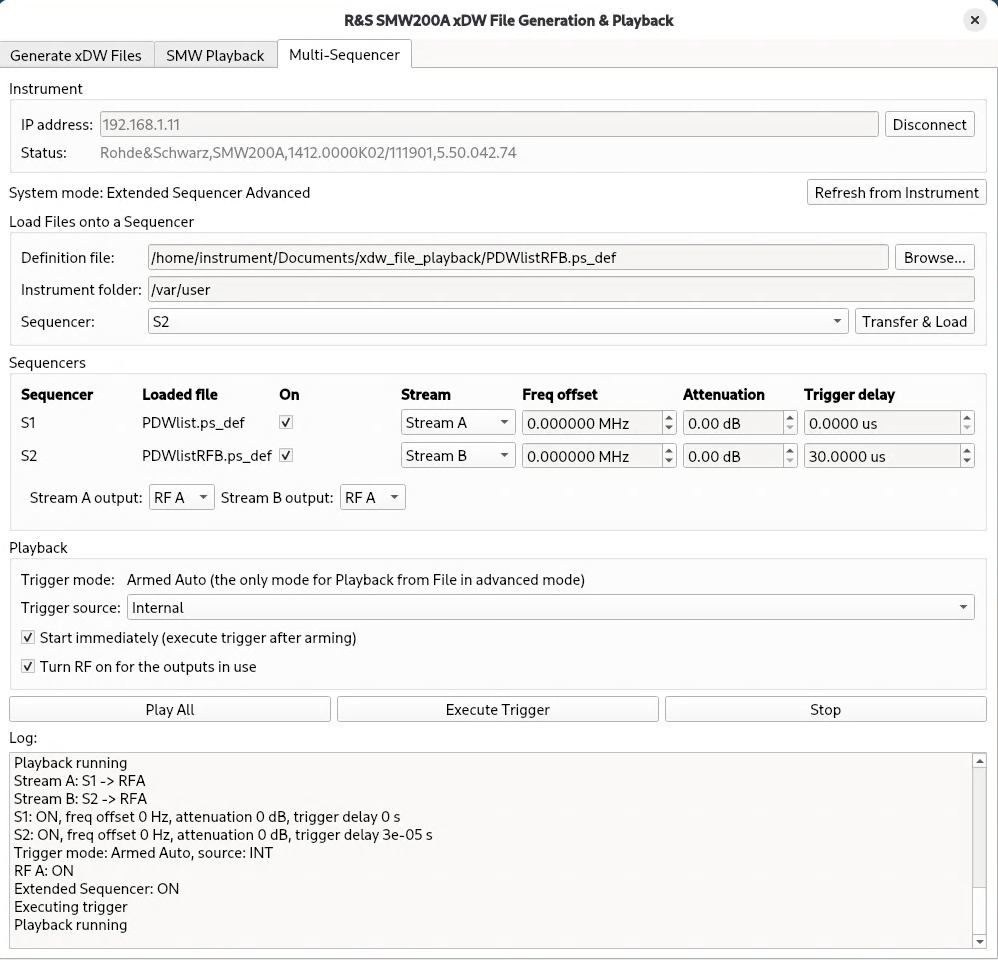 R&S SMW200A xDW File Generation & Playback
Generate xDW Files SMW Playback Multi-Sequencer
Instrument
IP address: 192.168.1.11 Disconnect
Status: Rohde&Schwarz,SMW200A,1412.0000K02/111901,5.50.042.74
System mode: Extended Sequencer Advanced Refresh from Instrument
Load Files onto a Sequencer
Definition file: /home/instrument/Documents/xdw_file_playback/PDWlistRFB.ps_def Browse...
Instrument folder: /var/user
Sequencer: S2 Transfer & Load
Sequencers
Sequencer Loaded file On Stream Freq offset Attenuation Trigger delay
S1 PDWlist.ps_def Stream A 0.000000 MHz 0.00 dB 0.0000 us
S2 PDWlistRFB.ps_def Stream B 0.000000 MHz 0.00 dB 30.0000 us
Stream A output: RF A Stream B output: RF A
Playback
Trigger mode: Armed Auto (the only mode for Playback from File in advanced mode)
Trigger source: Internal
Start immediately (execute trigger after arming)
Turn RF on for the outputs in use
Play All Execute Trigger Stop
Log:
Playback running
Stream A: S1 -> RFA
Stream B: S2 -> RFA
S1: ON, freq offset 0 Hz, attenuation 0 dB, trigger delay 0 s
S2: ON, freq offset 0 Hz, attenuation 0 dB, trigger delay 3e-05 s
Trigger mode: Armed Auto, source: INT
RF A: ON
Extended Sequencer: ON
Executing trigger
Playback running